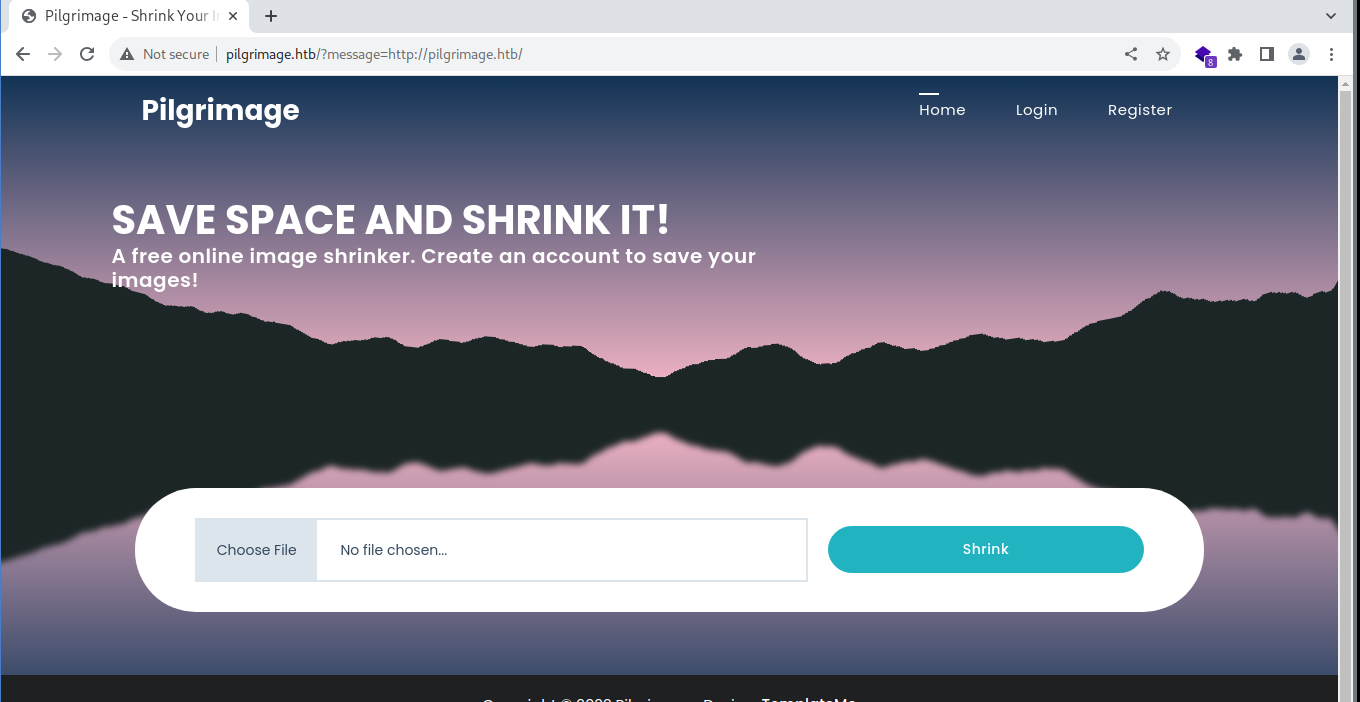 Pilgrimage - Shrink Your
Not secure
pilgrimage.htb/?message=http://pilgrimage.htb/
8
Pilgrimage
Home
Login
Register
SAVE SPACE AND SHRINK IT!
A free online image shrinker. Create an account to save your
images!
Choose File
No file chosen...
Shrink